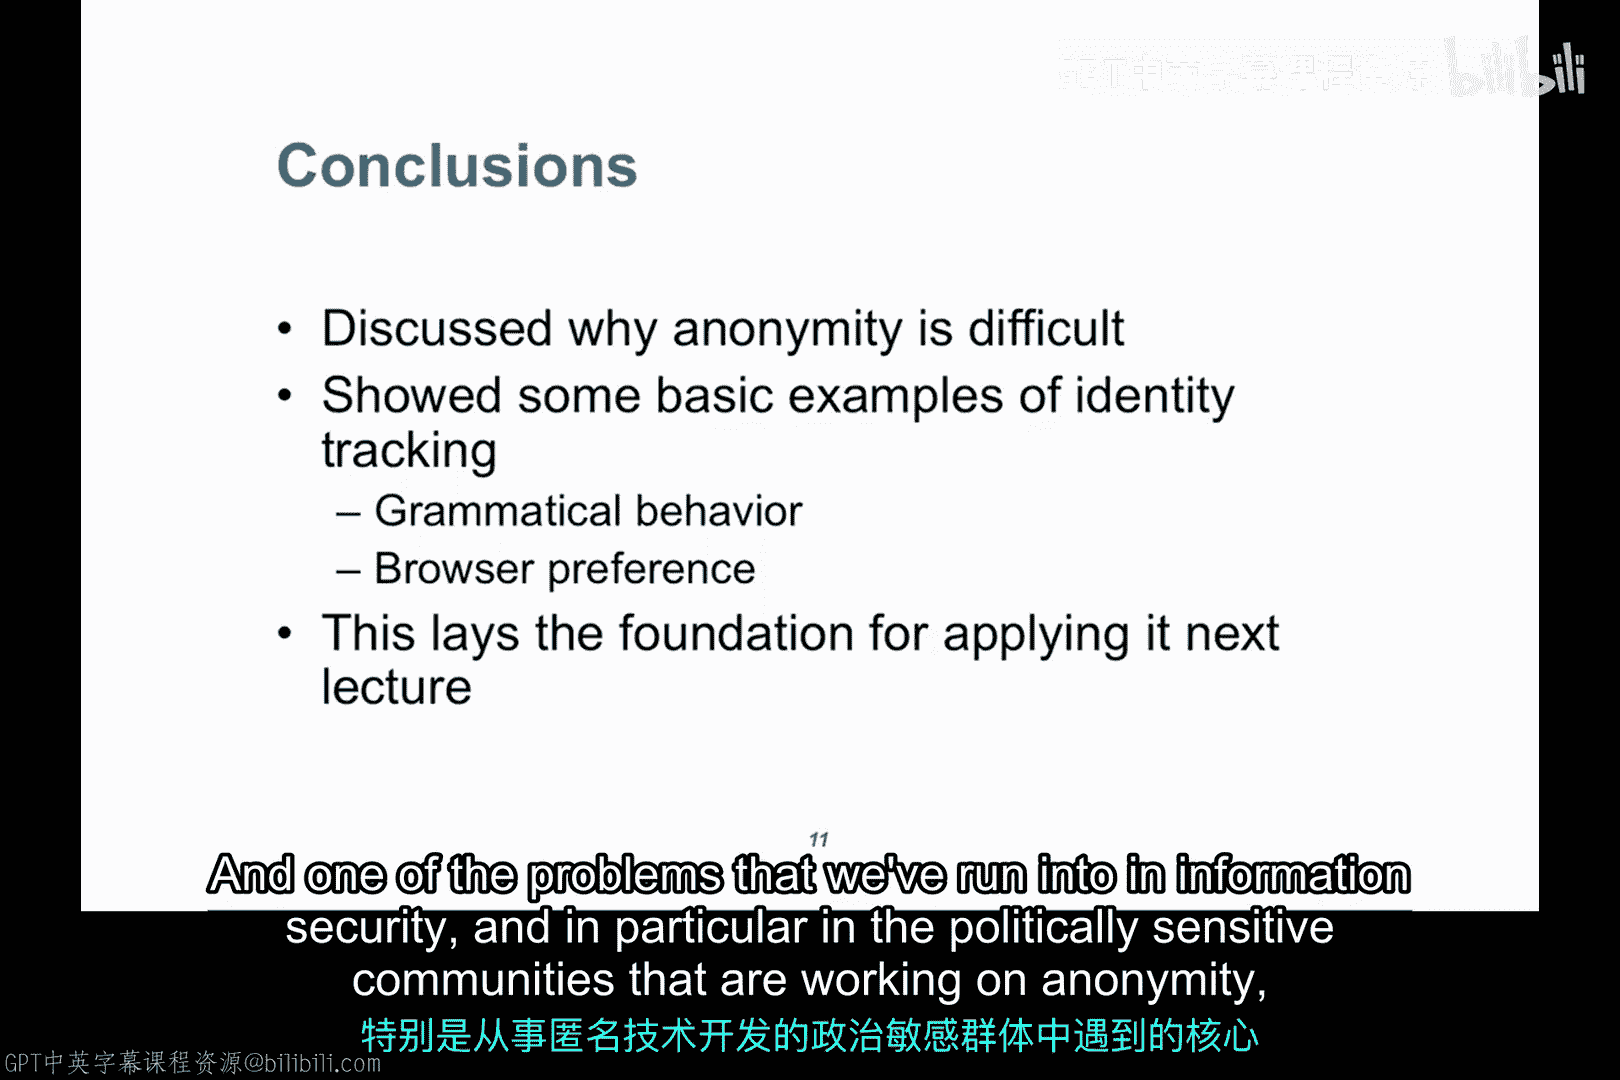 bilibili
Conclusions
• Discussed why anonymity is difficult
• Showed some basic examples of identity
tracking
– Grammatical behavior
– Browser preference
• This lays the foundation for applying it next
lecture
11
And one of the problems that we've run into in information
security, and in particular in the politically sensitive
communities that are working on anonymity,
特别是从事匿名技术开发的政治敏感群体中遇到的核心
GPT中英字幕课程资源@bilibili.com